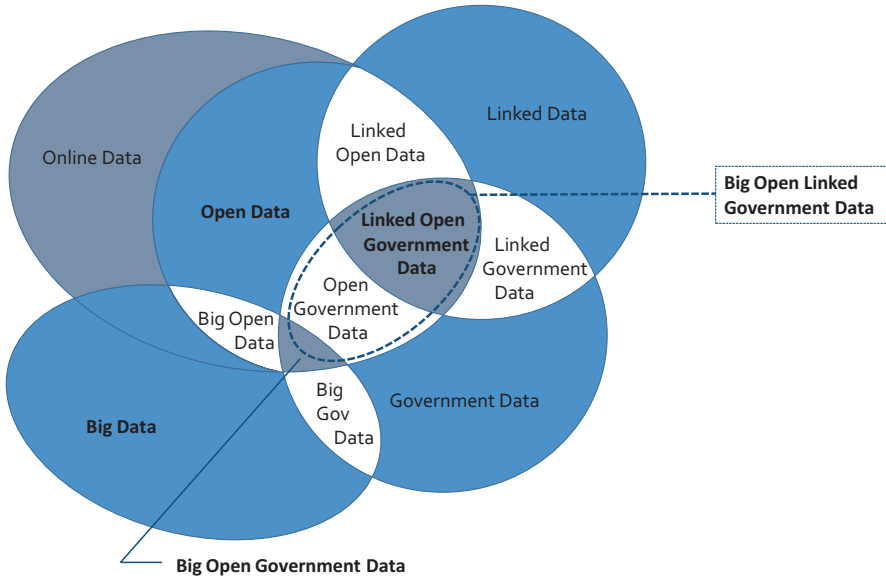 Linked Data
Linked
Open Data
Online Data
Big Open Linked
Government Data
Open Data
Linked Open
Government
Data
Linked
Government
Data
Open
Government
Data
Big Open
Data
Big
Gov
Data
Government Data
Big Data
Big Open Government Data